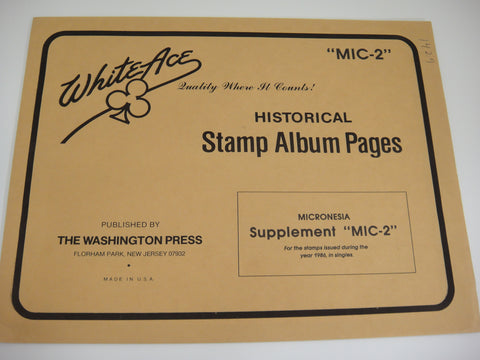 White Ace
"MIC-2"
Quality Where It Counts!
HISTORICAL
Stamp Album Pages
PUBLISHED BY
THE WASHINGTON PRESS
FLORHAM PARK, NEW JERSEY 07932
MADE IN U.S.A.
MICRONESIA
Supplement "MIC-2"
For the stamps issued during the
year 1986, in singles.